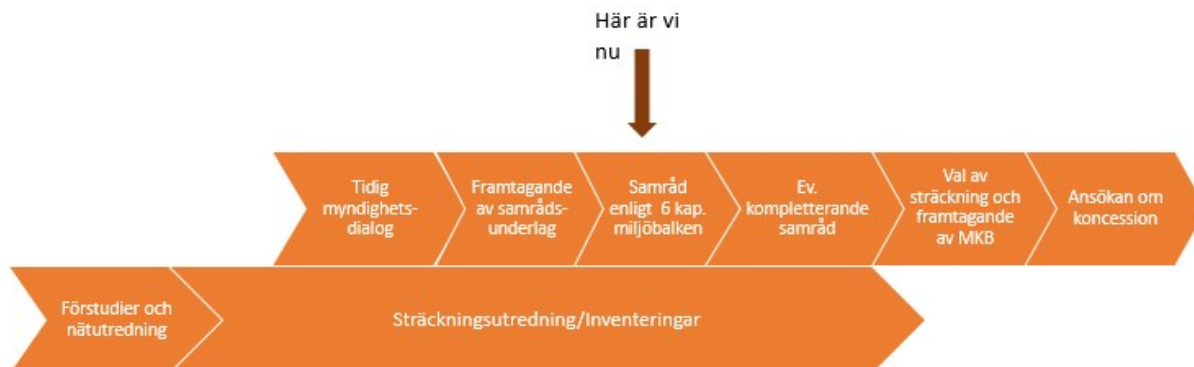 Här är vi
nu
Tidig
myndighets-
dialog
Framtagande
av samråds-
underlag
Samråd
enligt 6 kap.
miljöbalken
Ev.
kompletterande
samråd
Val av
sträckning och
framtagande
av MKB
Ansökan om
koncession
Förstudier och
nätutredning
Sträckningsutredning/Inventeringar